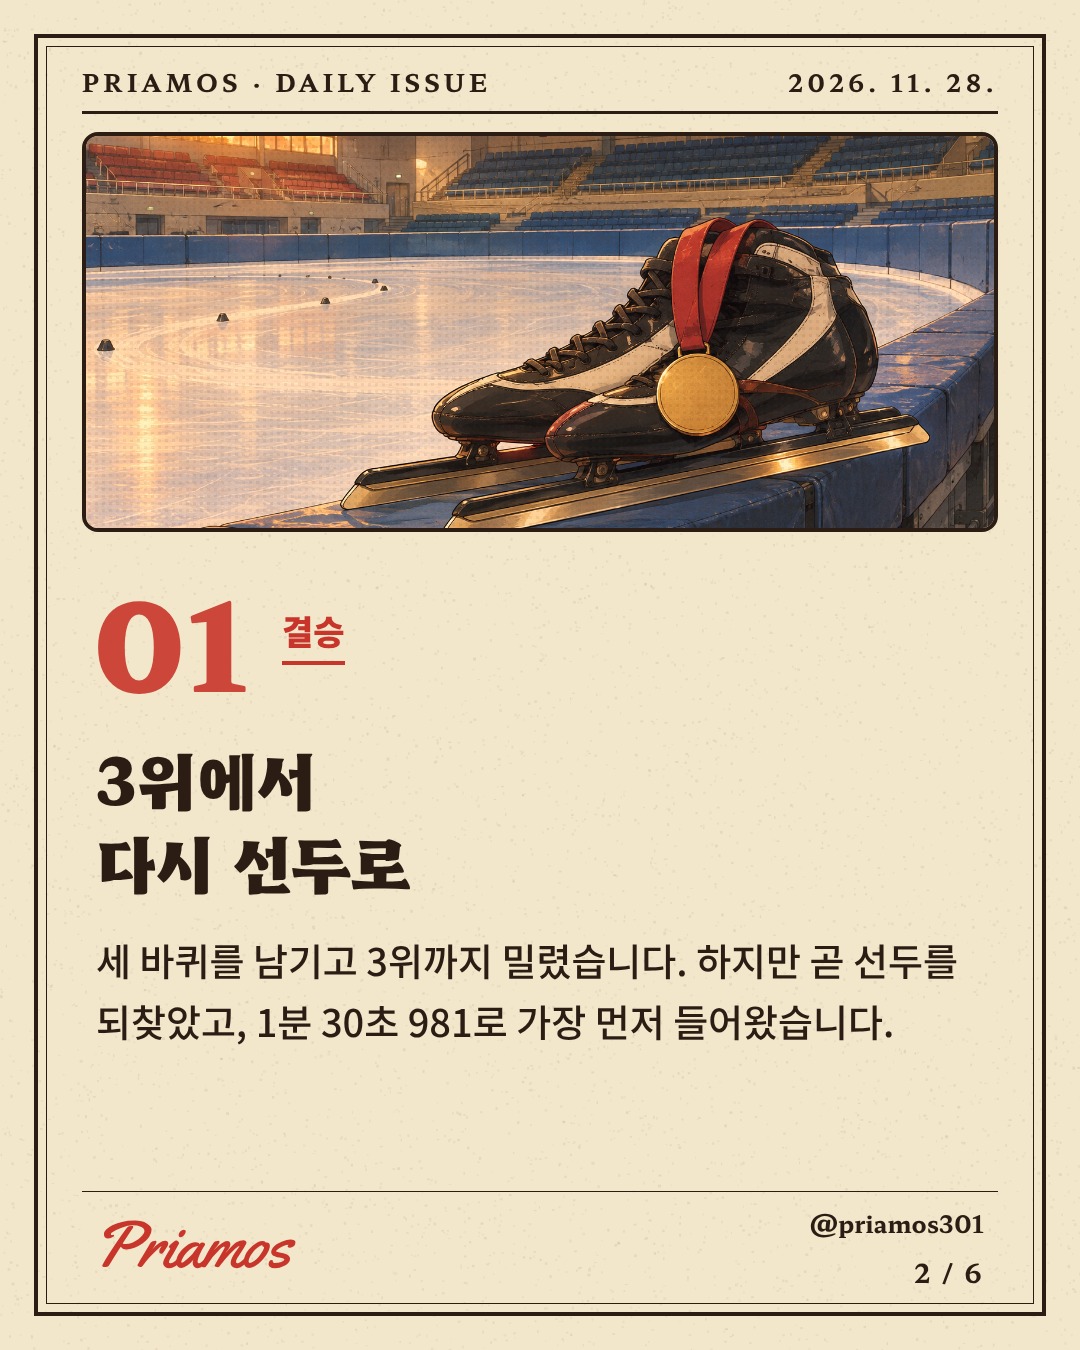 PRIAMOS · DAILY ISSUE
2026. 11. 28.
01 결승
3위에서
다시 선두로
세 바퀴를 남기고 3위까지 밀렸습니다. 하지만 곧 선두를
되찾았고, 1분 30초 981로 가장 먼저 들어왔습니다.
Priamos
@priamos301
2 / 6